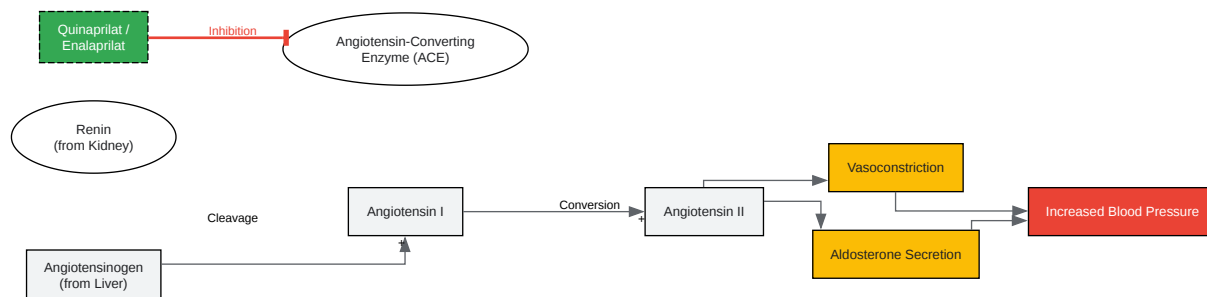 Quinaprilat /
Enalaprilat
Inhibition
Angiotensin-Converting
Enzyme (ACE)
Renin
(from Kidney)
Vasoconstriction
Angiotensin I
Conversion
+
Angiotensin II
Increased Blood Pressure
Cleavage
+
Aldosterone Secretion
Angiotensinogen
(from Liver)